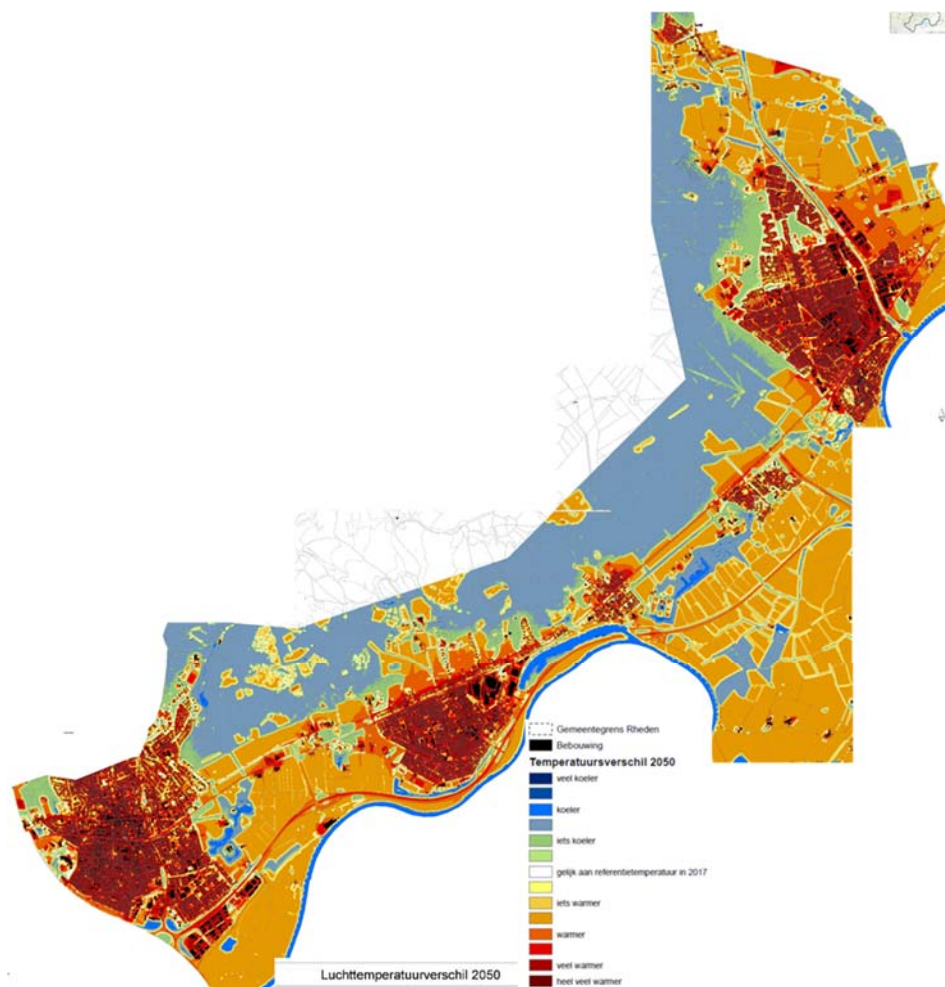 Gemeentegrens Rheden
Bebouwing
Temperatuursverschil 2050
veel koeler
koeler
iets koeler
gelijk aan referentietemperatuur in 2017
iets warmer
warmer
veel warmer
heel veel warmer
Luchttemperatuurverschil 2050